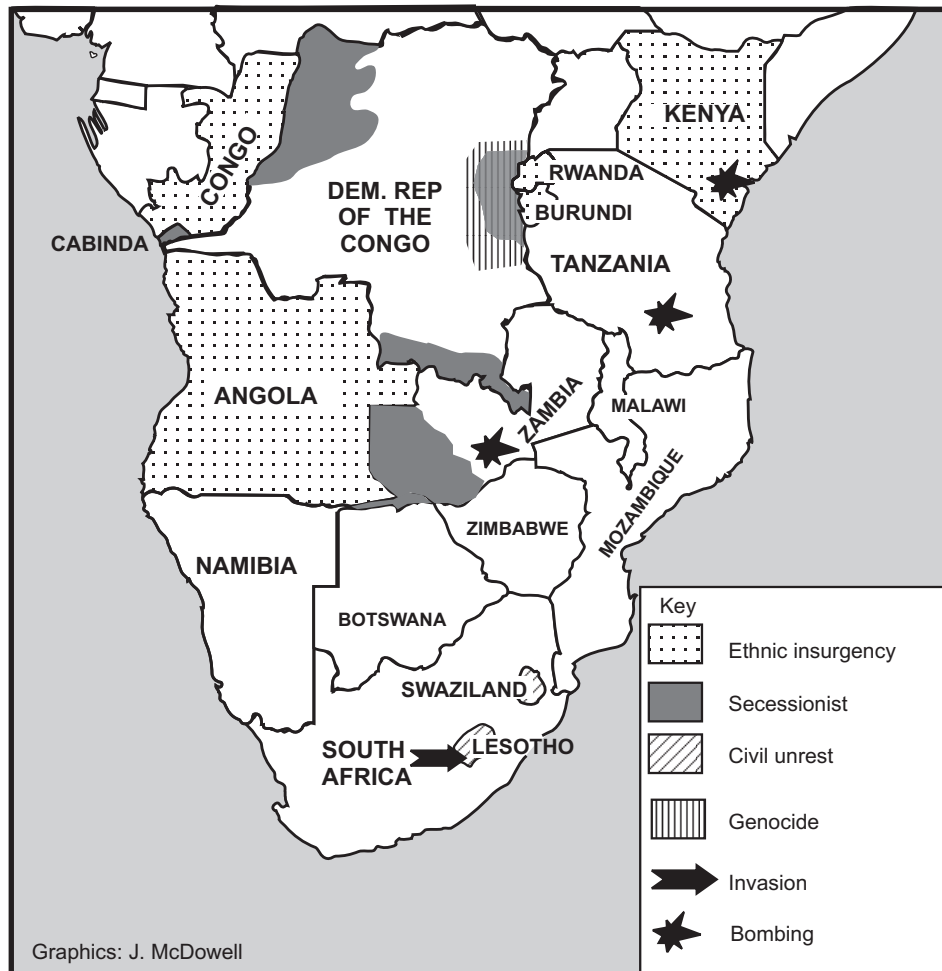 KENYA
CONGO
RWANDA
DEM. REP
OF THE
CONGO
BURUNDI
CABINDA
TANZANIA
ANGOLA
ZAMBIA
MALAWI
MOZAMBIQUE
ZIMBABWE
NAMIBIA
BOTSWANA
SWAZILAND
LESOTHO
SOUTH
AFRICA
Key
Ethnic insurgency
Secessionist
Civil unrest
Genocide
Invasion
Bombing
Graphics: J. McDowell